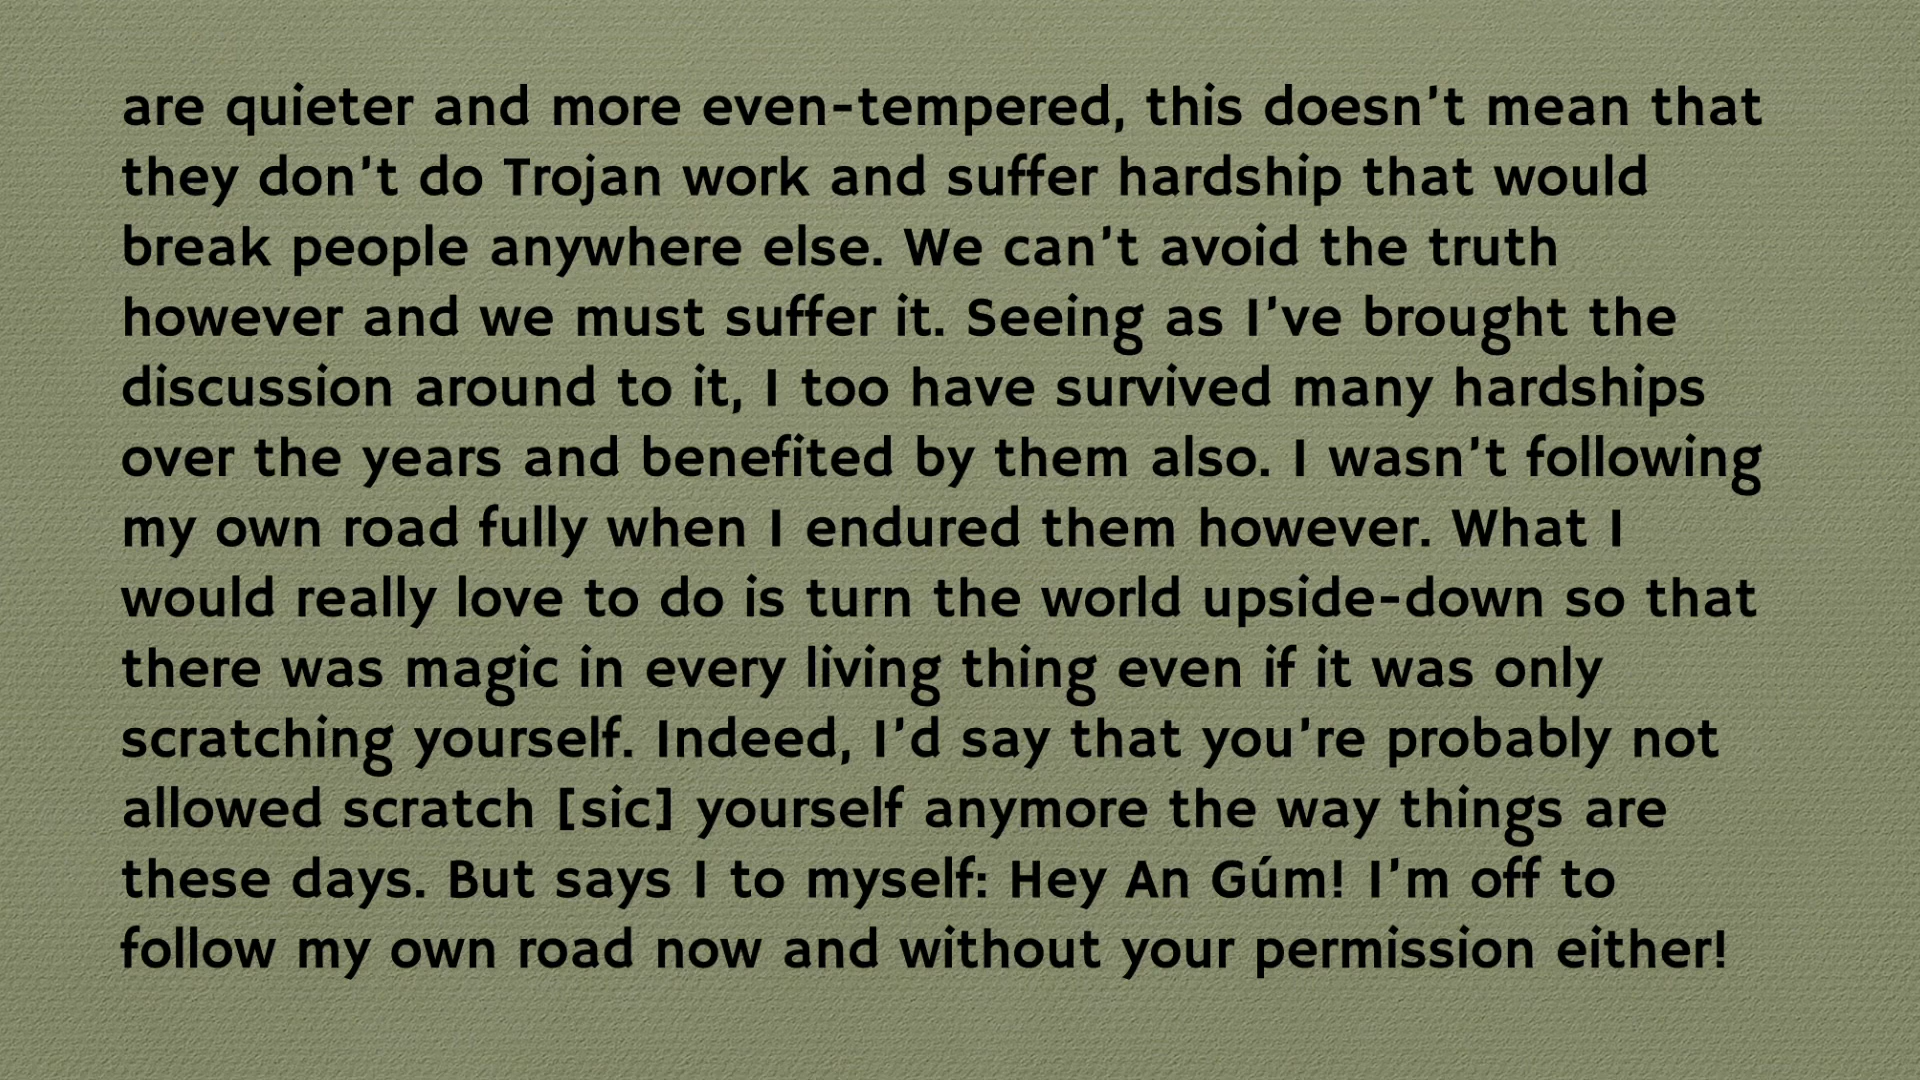 are quieter and more even-tempered, this doesn’t mean that
they don’t do Trojan work and suffer hardship that would
break people anywhere else. We can’t avoid the truth
however and we must suffer it. Seeing as I’ve brought the
discussion around to it, I too have survived many hardships
over the years and benefited by them also. I wasn’t following
my own road fully when I endured them however. What I
would really love to do is turn the world upside-down so that
there was magic in every living thing even if it was only
scratching yourself. Indeed, I’d say that you’re probably not
allowed scratch [sic] yourself anymore the way things are
these days. But says I to myself: Hey An Gúm! I’m off to
follow my own road now and without your permission either!